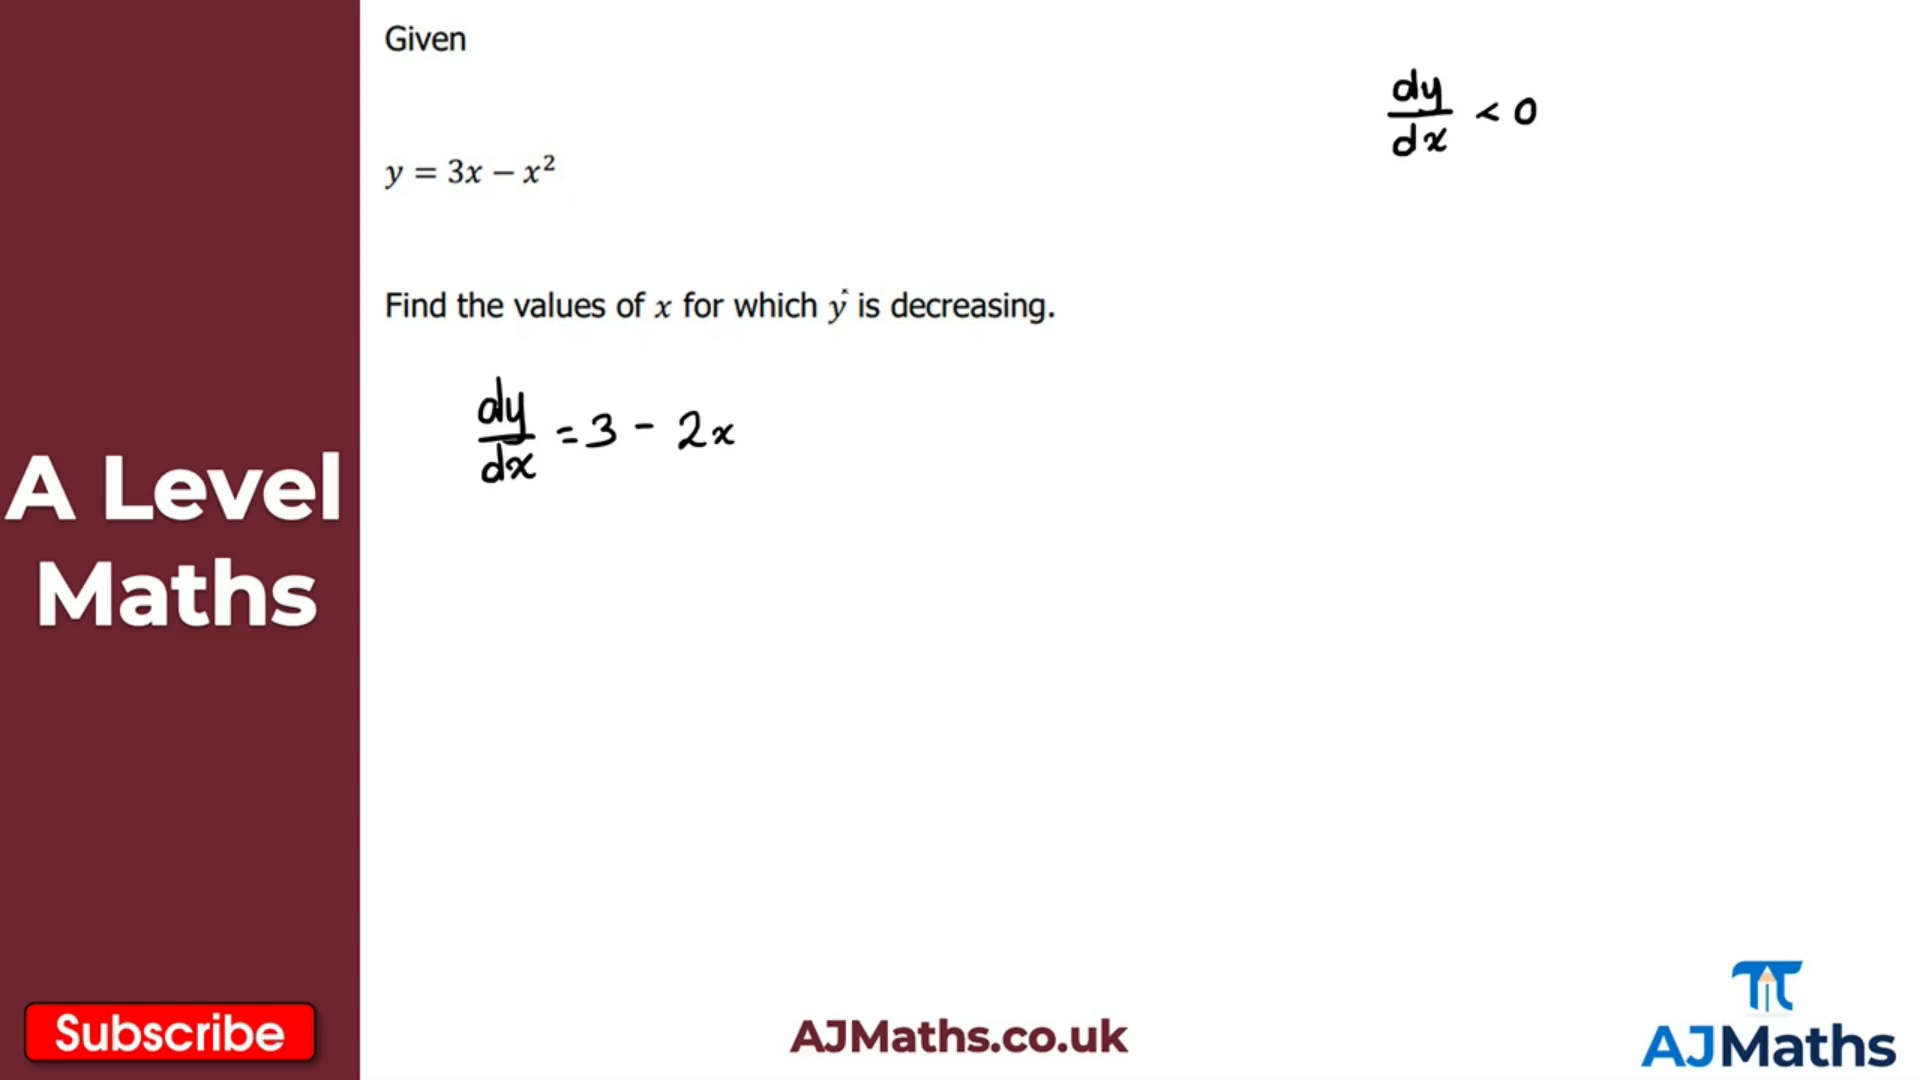 Given
dy/dx < 0
y = 3x − x²
Find the values of x for which y is decreasing.
dy/dx = 3 - 2x
A Level
Maths
Subscribe
AJMaths.co.uk
AJMaths